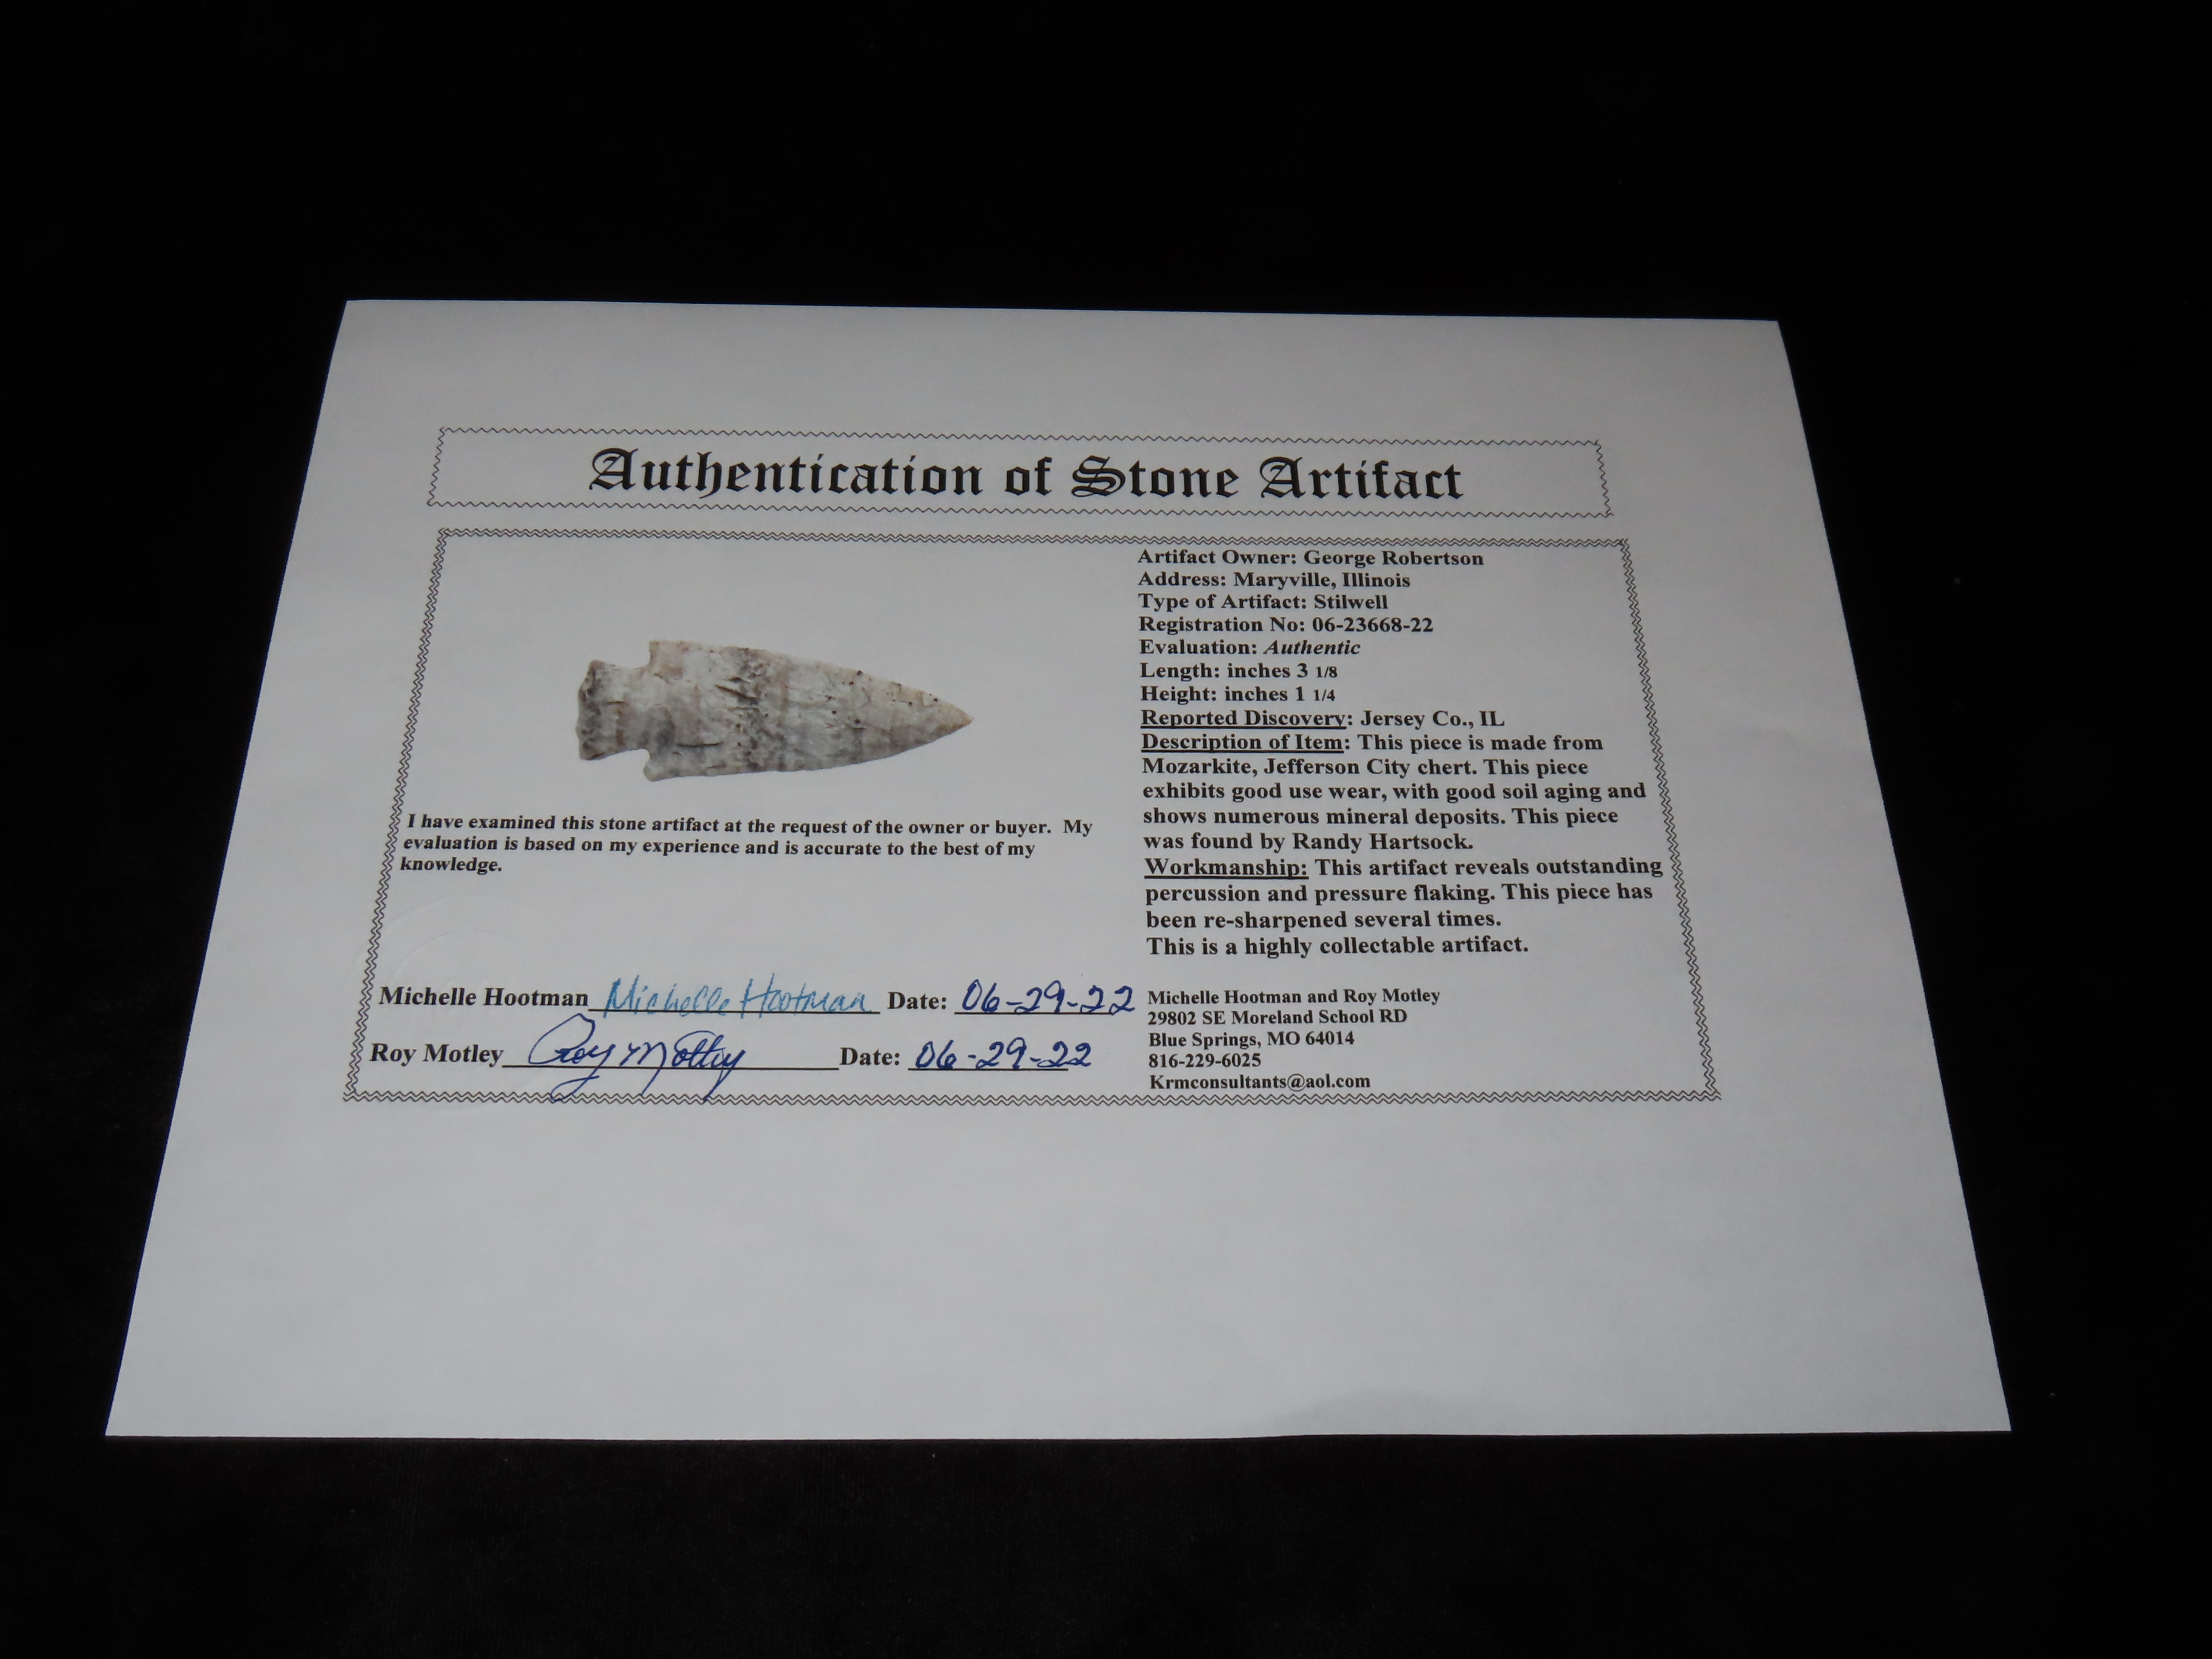 Authentication of Stone Artifact
Artifact Owner: George Robertson
Address: Maryville, Illinois
Type of Artifact: Stilwell
Registration No: 06-23668-22
Evaluation: Authentic
Length: inches 3 1/8
Height: inches 1 1/4
Reported Discovery: Jersey Co., IL
Description of Item: This piece is made from
Mozarkite, Jefferson City chert. This piece
exhibits good use wear, with good soil aging and
shows numerous mineral deposits. This piece
was found by Randy Hartsock.
Workmanship: This artifact reveals outstanding
percussion and pressure flaking. This piece has
been re-sharpened several times.
This is a highly collectable artifact.
I have examined this stone artifact at the request of the owner or buyer. My
evaluation is based on my experience and is accurate to the best of my
knowledge.
Michelle Hootman Michelle Hootman Date: 06-29-22
Roy Motley Roy Motley Date: 06-29-22
Michelle Hootman and Roy Motley
29802 SE Moreland School RD
Blue Springs, MO 64014
816-229-6025
Krmconsultants@aol.com